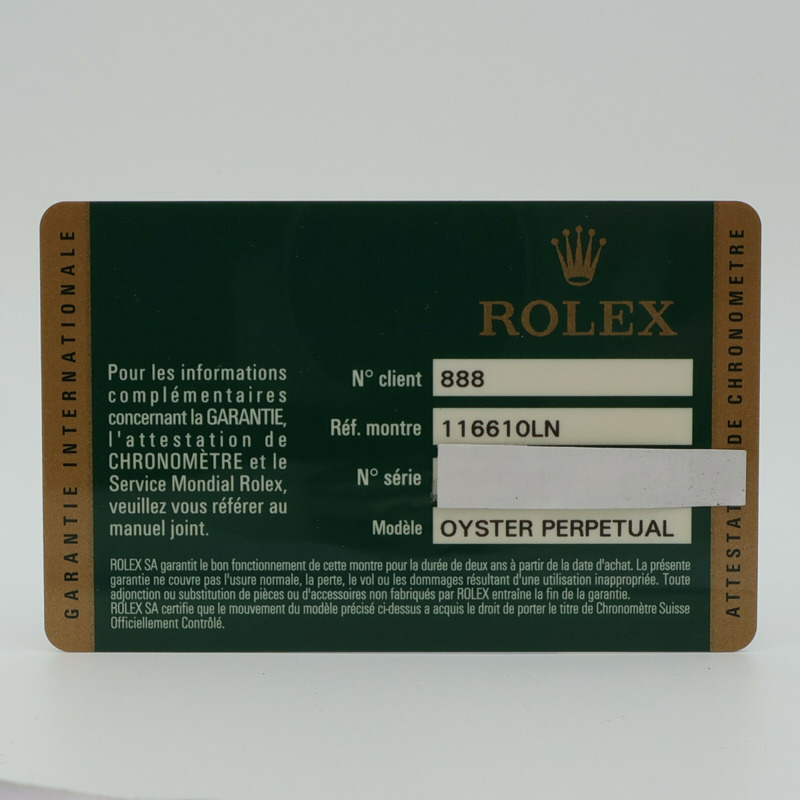 GARANTIE INTERNATIONALE
ROLEX
Pour les informations
complémentaires
concernant la GARANTIE,
l'attestation de
CHRONOMÈTRE et le
Service Mondial Rolex,
veuillez vous référer au
manuel joint.
N° client 888
Réf. montre 116610LN
N° série
Modèle OYSTER PERPETUAL
ROLEX SA garantit le bon fonctionnement de cette montre pour la durée de deux ans à partir de la date d'achat. La présente
garantie ne couvre pas l'usure normale, la perte, le vol ou les dommages résultant d'une utilisation inappropriée. Toute
adjonction ou substitution de pièces ou d'accessoires non fabriqués par ROLEX entraîne la fin de la garantie.
ROLEX SA certifie que le mouvement du modèle précisé ci-dessus a acquis le droit de porter le titre de Chronomètre Suisse
Officiellement Contrôlé.
DE CHRONOMETRE